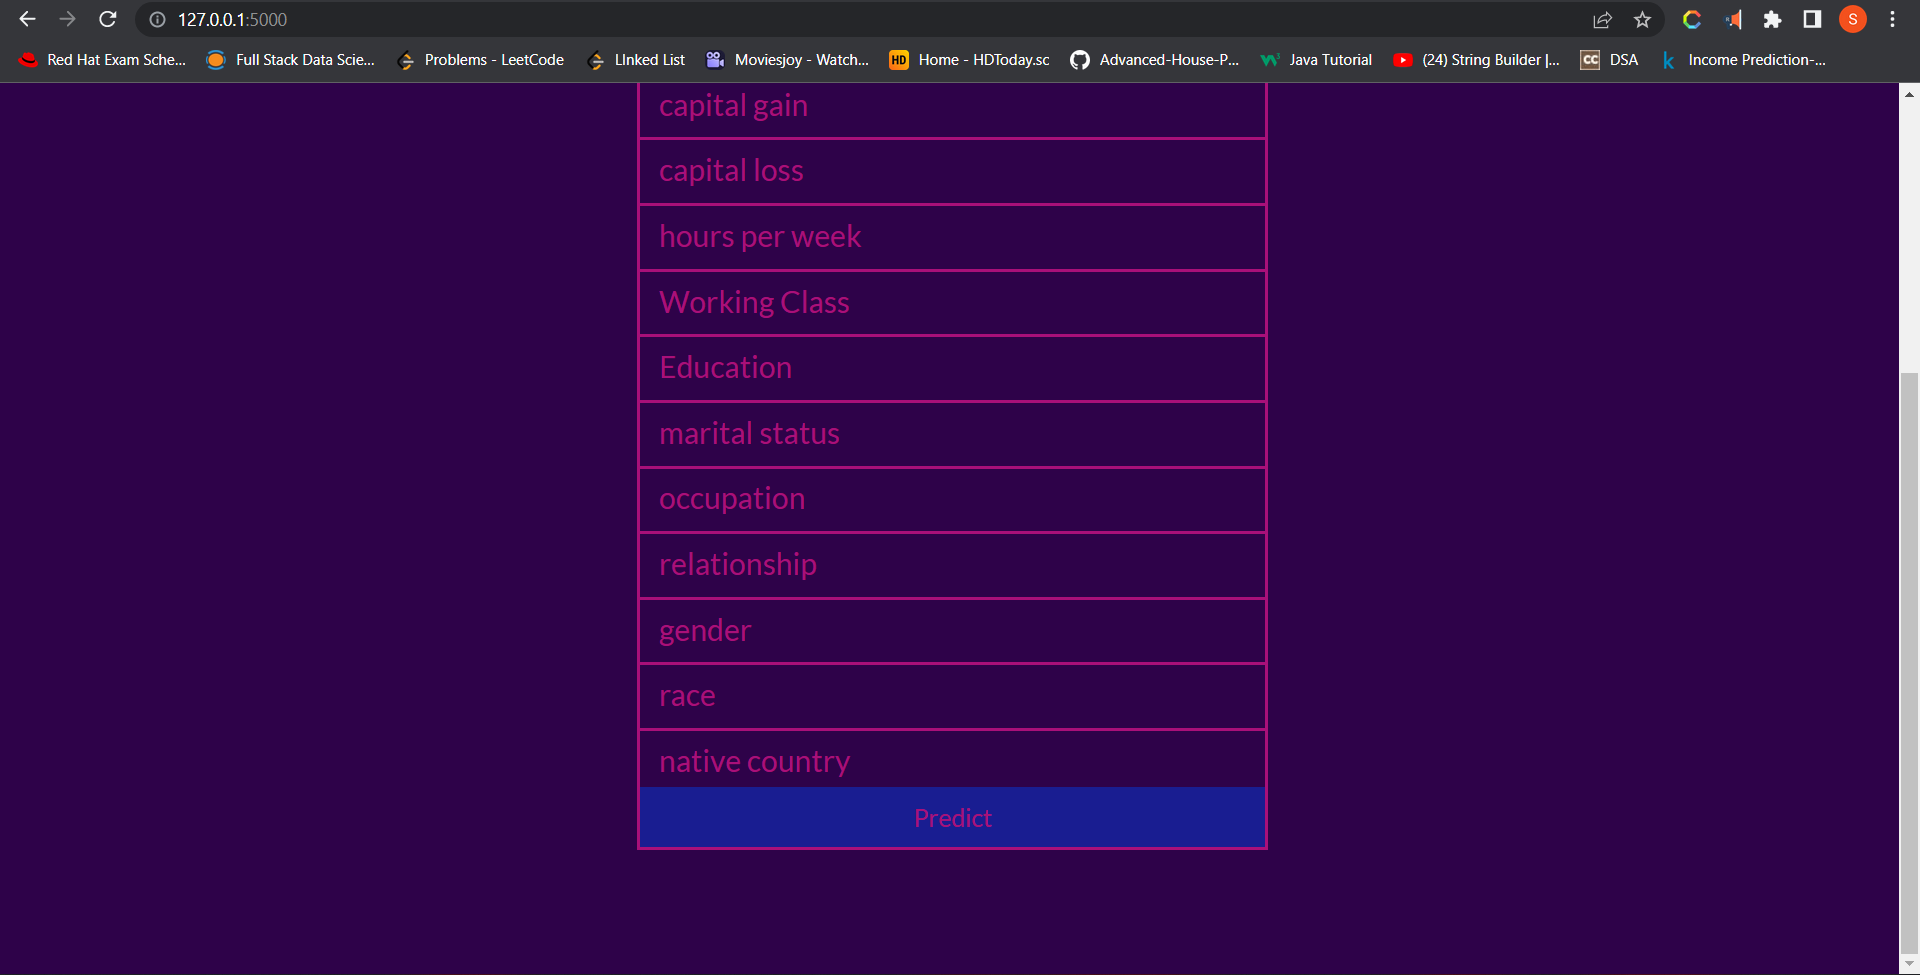 127.0.0.1:5000
S
Red Hat Exam Sche... Full Stack Data Scie... Problems - LeetCode LInked List Moviesjoy - Watch... HD Home - HDToday.sc Advanced-House-P... Java Tutorial (24) String Builder |... CC DSA k Income Prediction-...
capital gain
capital loss
hours per week
Working Class
Education
marital status
occupation
relationship
gender
race
native country
Predict